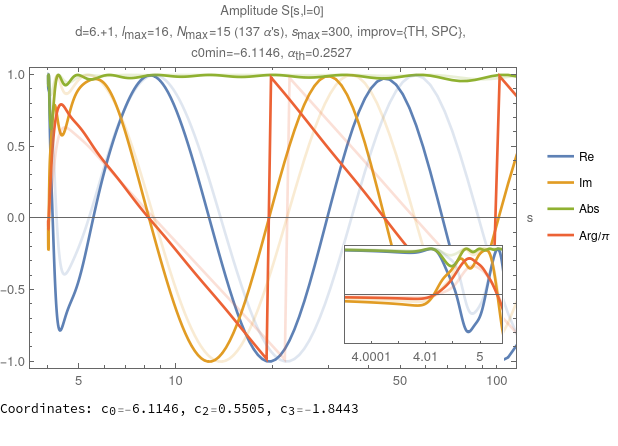 Amplitude S[s,l=0]
d=6.+1, lmax=16, Nmax=15 (137 α's), smax=300, improv={TH, SPC},
c0min=−6.1146, αth=0.2527
1.0
0.5
0.0
−0.5
−1.0
5
10
50
100
s
4.0001
4.01
5
Re
Im
Abs
Arg/π
Coordinates: c0=-6.1146, c2=0.5505, c3=-1.8443